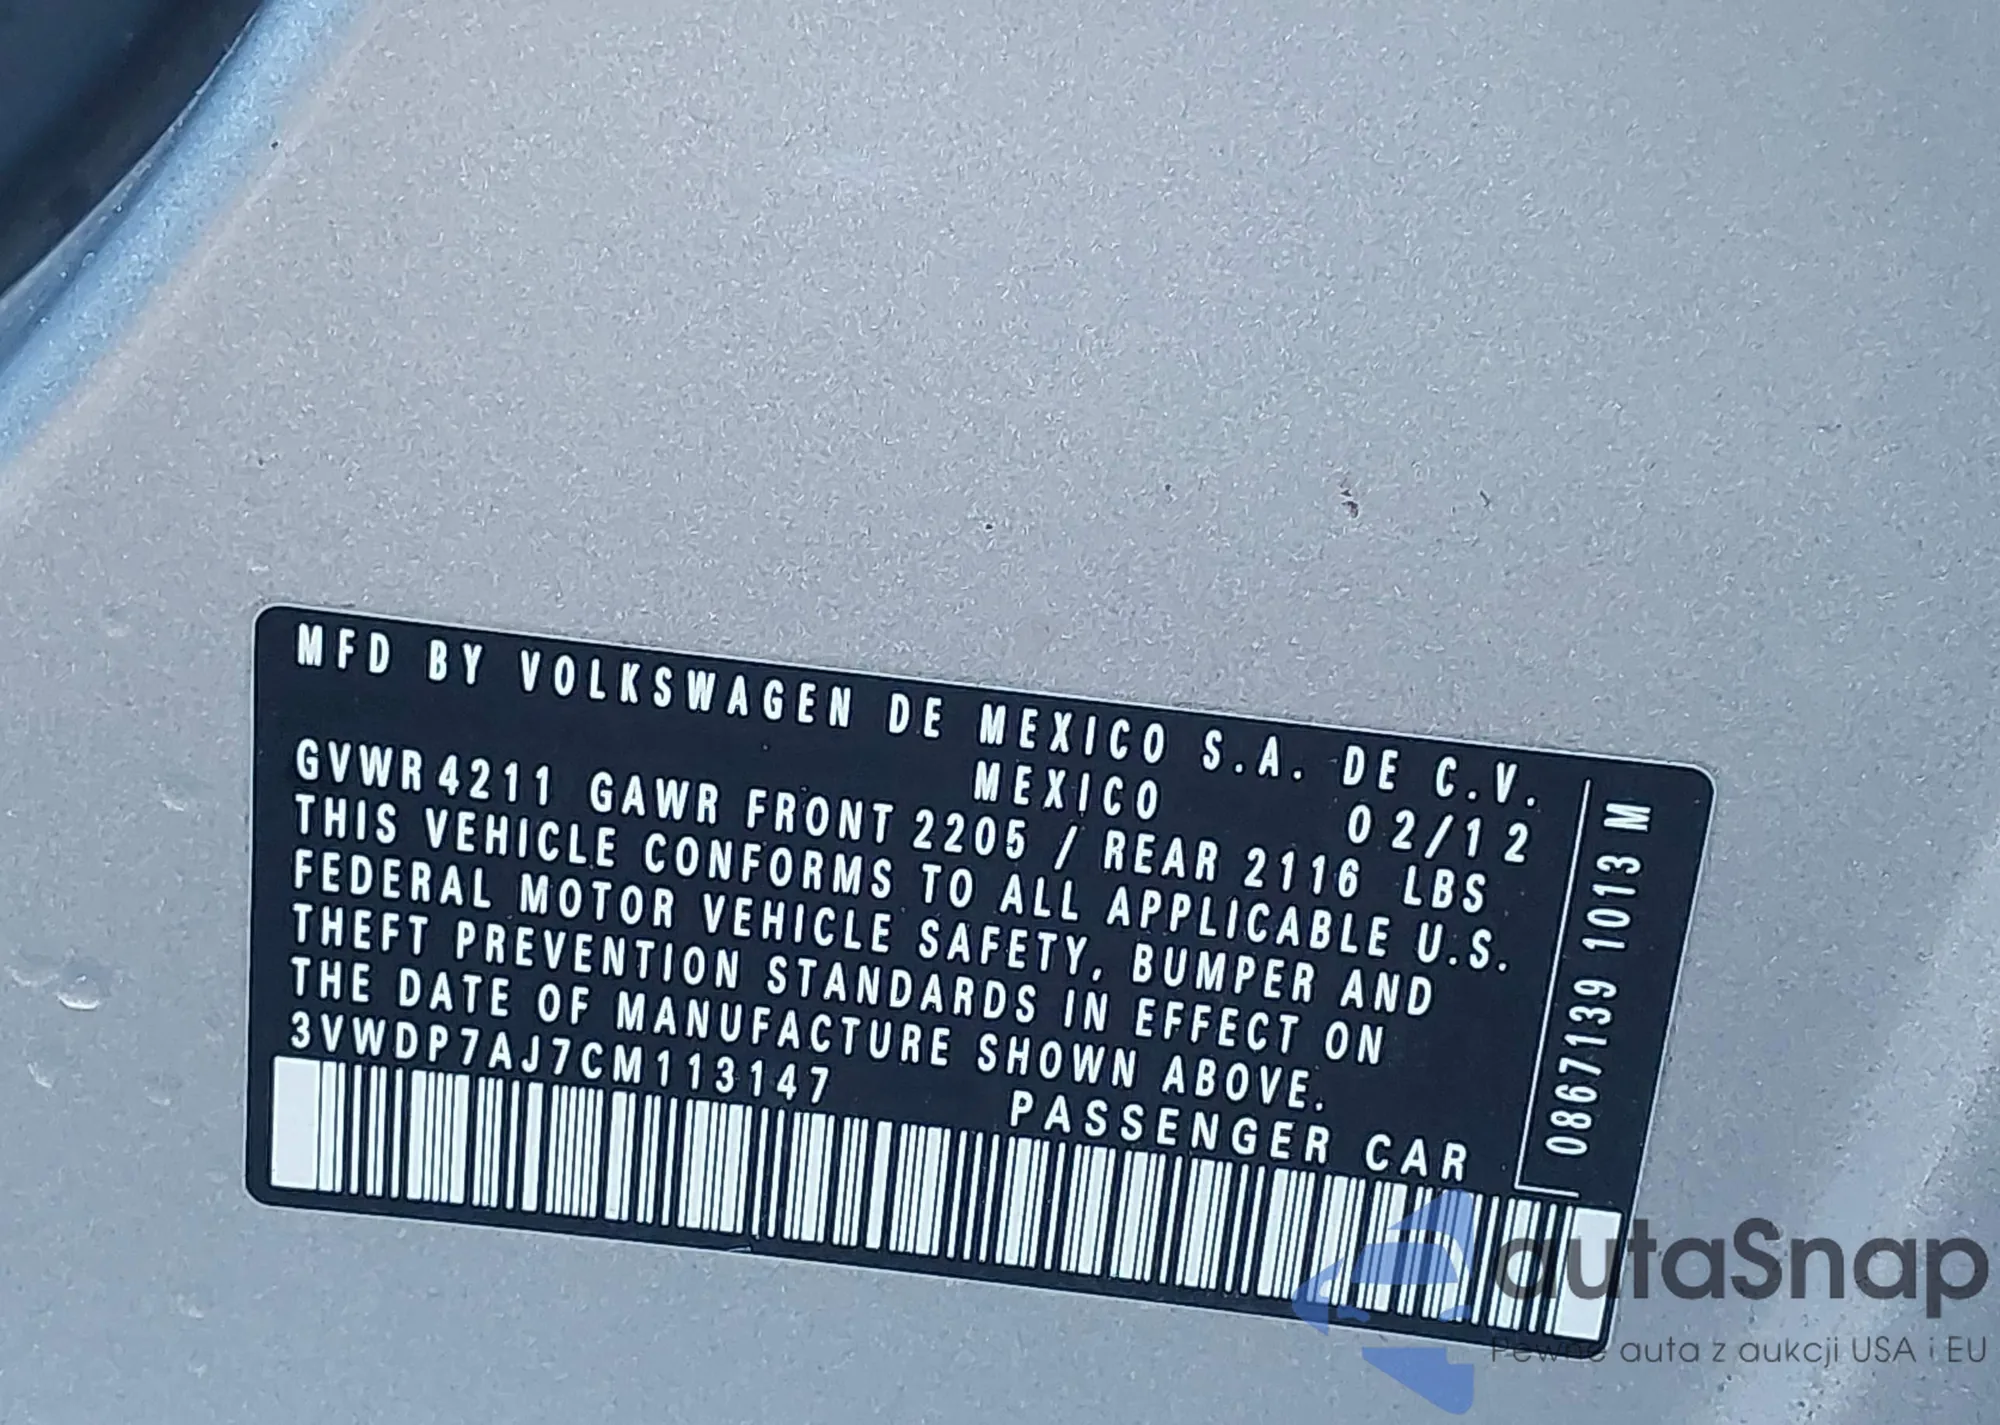 MFD BY VOLKSWAGEN DE MEXICO S.A. DE C.V.
MEXICO 02/12
GVWR 4211 GAWR FRONT 2205 / REAR 2116 LBS
THIS VEHICLE CONFORMS TO ALL APPLICABLE U.S.
FEDERAL MOTOR VEHICLE SAFETY, BUMPER AND
THEFT PREVENTION STANDARDS IN EFFECT ON
THE DATE OF MANUFACTURE SHOWN ABOVE.
3VWDP7AJ7CM113147 PASSENGER CAR
0867139 1013 M
autaSnap
Pewne auta z aukcji USA i EU